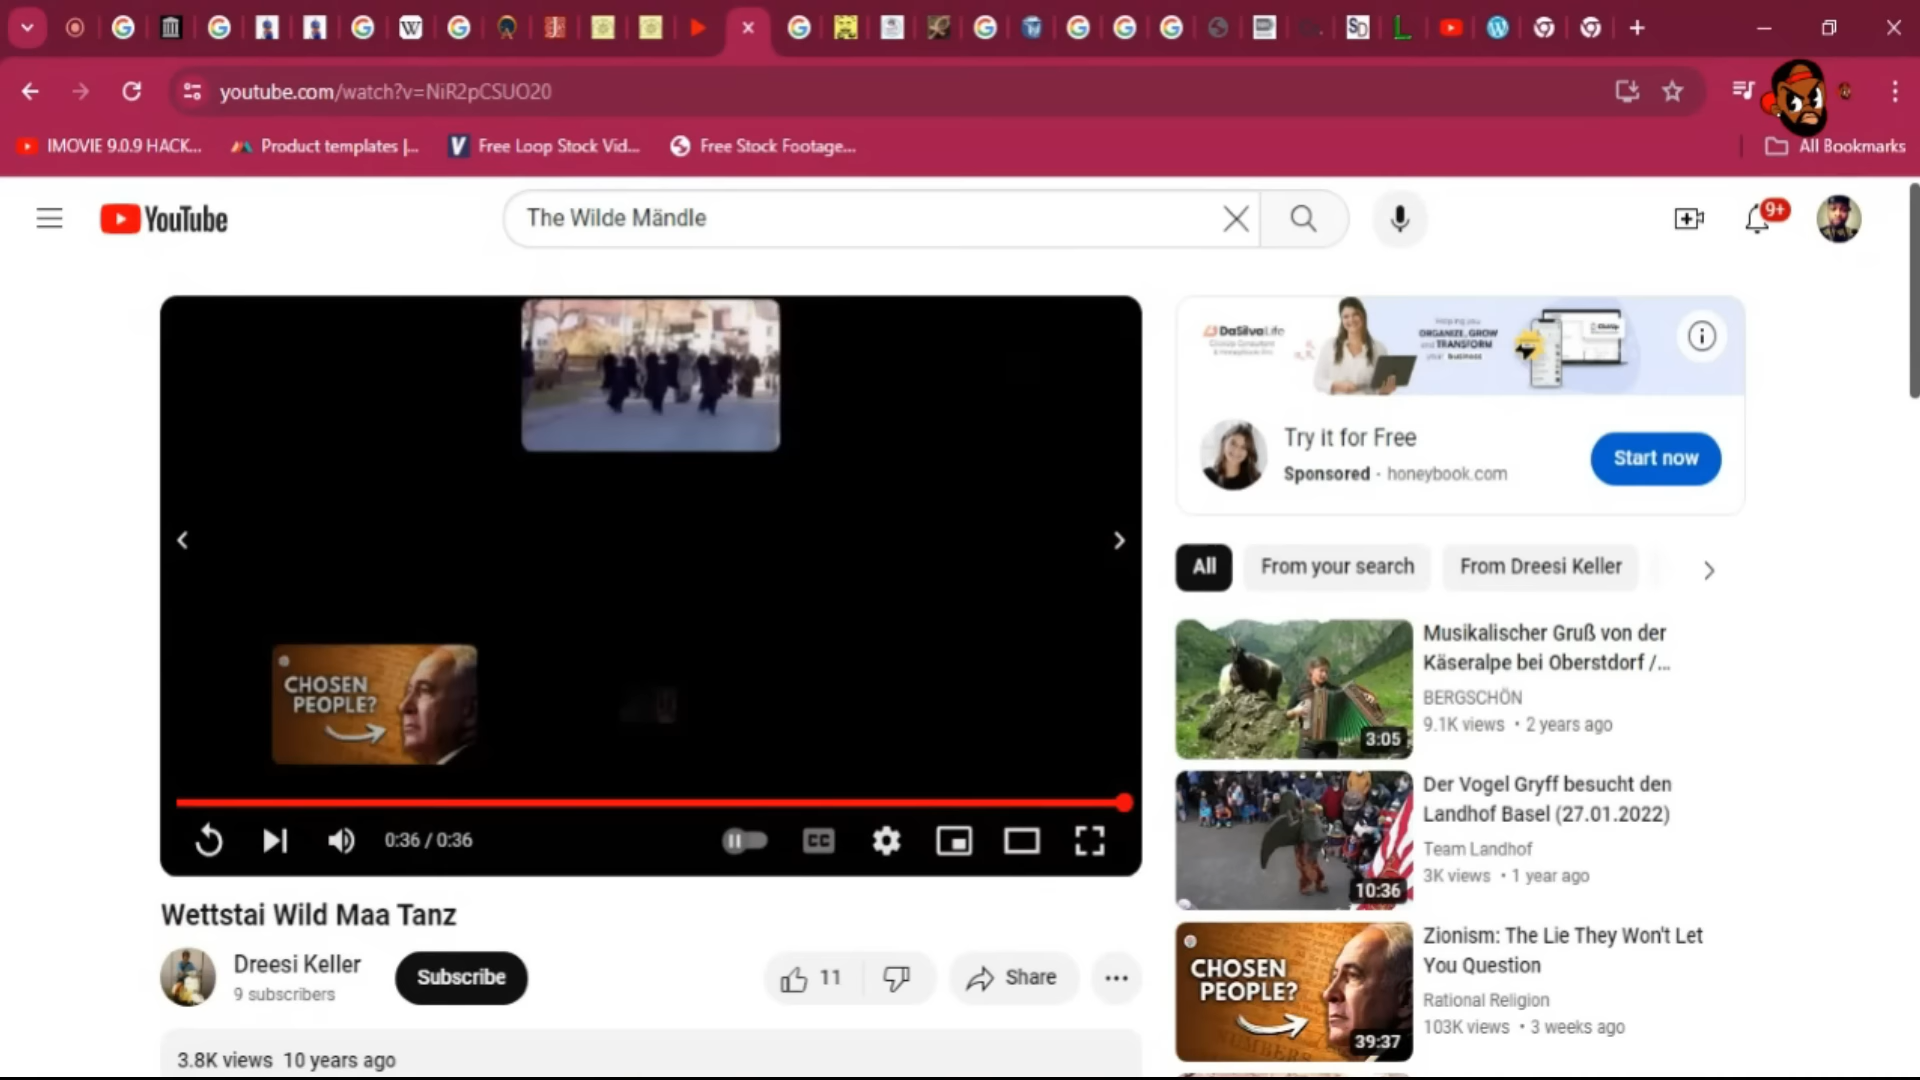 youtube.com/watch?v=NiR2pCSUO20
IMOVIE 9.0.9 HACK...
Product templates |...
Free Loop Stock Vid...
Free Stock Footage...
All Bookmarks
YouTube
The Wilde Mändle
9+
DaSilvaLife
ORGANIZE, GROW
and TRANSFORM
your business
Try it for Free
Sponsored · honeybook.com
Start now
All
From your search
From Dreesi Keller
CHOSEN
PEOPLE?
0:36 / 0:36
CC
Musikalischer Gruß von der
Käseralpe bei Oberstdorf /...
BERGSCHÖN
9.1K views • 2 years ago
3:05
Der Vogel Gryff besucht den
Landhof Basel (27.01.2022)
Team Landhof
3K views • 1 year ago
10:36
Zionism: The Lie They Won't Let
You Question
Rational Religion
103K views • 3 weeks ago
CHOSEN
PEOPLE?
39:37
Wettstai Wild Maa Tanz
Dreesi Keller
9 subscribers
Subscribe
11
Share
3.8K views 10 years ago